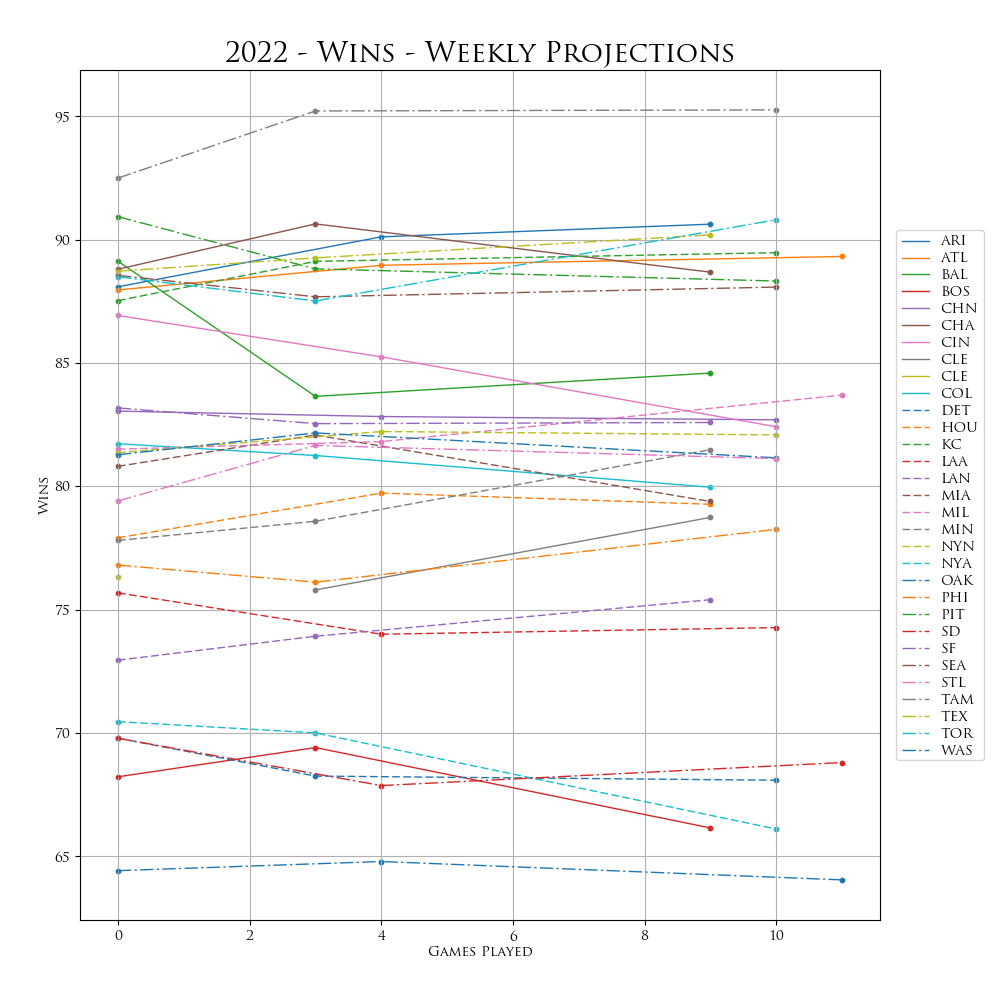 2022 - Wins - Weekly Projections
95
90
85
80
75
70
65
Wins
0 2 4 6 8 10
Games Played
ARI
ATL
BAL
BOS
CHN
CHA
CIN
CLE
CLE
COL
DET
HOU
KC
LAA
LAN
MIA
MIL
MIN
NYN
NYA
OAK
PHI
PIT
SD
SF
SEA
STL
TAM
TEX
TOR
WAS